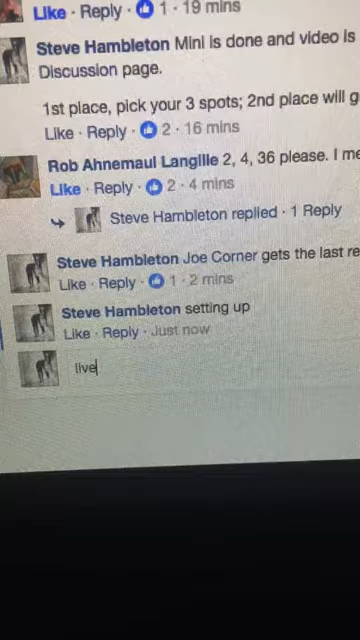 Like · Reply · 1 · 19 mins
Steve Hambleton Mini is done and video is
Discussion page.
1st place, pick your 3 spots; 2nd place will g
Like · Reply · 2 · 16 mins
Rob Ahnemaul Langille 2, 4, 36 please. I me
Like · Reply · 2 · 4 mins
Steve Hambleton replied · 1 Reply
Steve Hambleton Joe Corner gets the last re
Like · Reply · 1 · 2 mins
Steve Hambleton setting up
Like · Reply · Just now
live